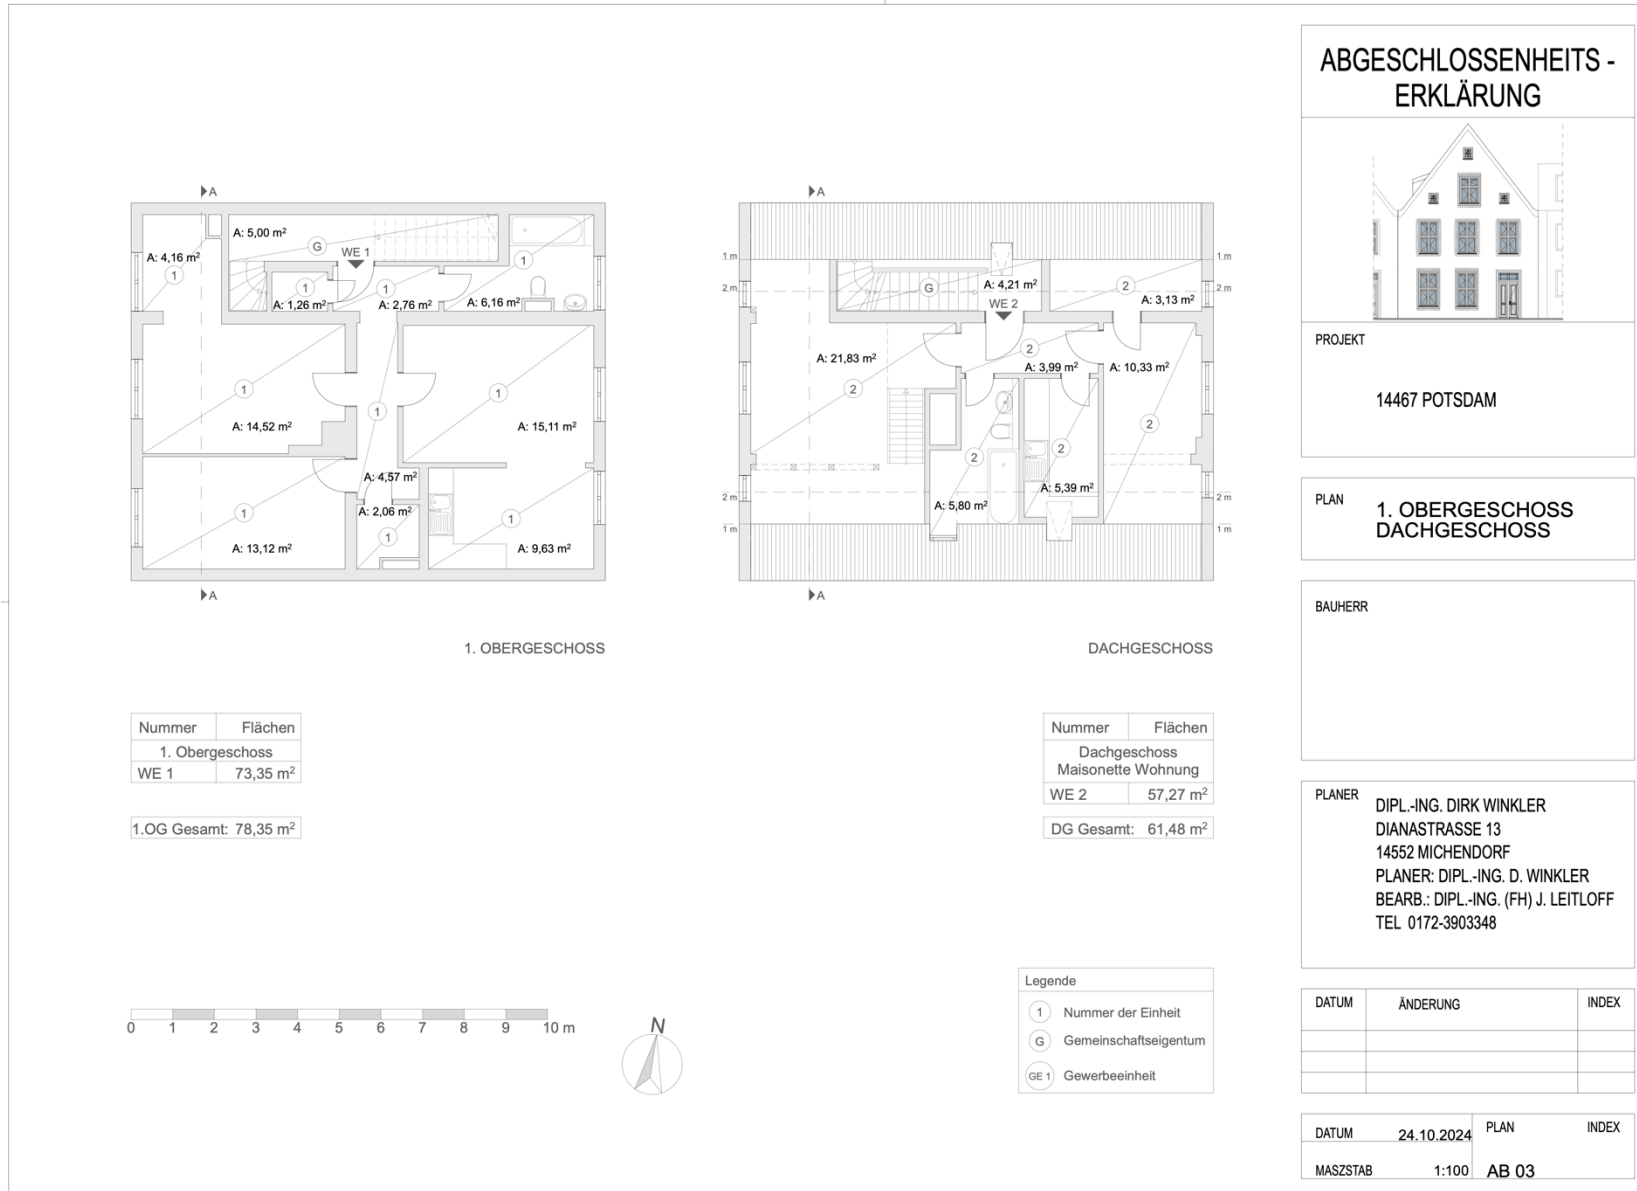 ABGESCHLOSSENHEITS -
ERKLÄRUNG
PROJEKT
14467 POTSDAM
PLAN
1. OBERGESCHOSS
DACHGESCHOSS
BAUHERR
PLANER
DIPL.-ING. DIRK WINKLER
DIANASTRASSE 13
14552 MICHENDORF
PLANER: DIPL.-ING. D. WINKLER
BEARB.: DIPL.-ING. (FH) J. LEITLOFF
TEL 0172-3903348
DATUM ÄNDERUNG INDEX
DATUM 24.10.2024 PLAN INDEX
MASZSTAB 1:100 AB 03
A
A: 5,00 m²
G
WE 1
A: 4,16 m²
1
1
A: 1,26 m²
1
A: 2,76 m²
1
A: 6,16 m²
1
A: 14,52 m²
1
1
A: 15,11 m²
A: 4,57 m²
A: 2,06 m²
1
1
A: 13,12 m²
1
A: 9,63 m²
A
1. OBERGESCHOSS
A
1 m
1 m
2 m
2 m
G
A: 4,21 m²
WE 2
2
A: 3,13 m²
A: 21,83 m²
2
2
A: 3,99 m²
A: 10,33 m²
2
2
2
A: 5,80 m²
A: 5,39 m²
2 m
2 m
1 m
1 m
A
DACHGESCHOSS
Nummer Flächen
1. Obergeschoss
WE 1 73,35 m²
1.OG Gesamt: 78,35 m²
Nummer Flächen
Dachgeschoss
Maisonette Wohnung
WE 2 57,27 m²
DG Gesamt: 61,48 m²
0 1 2 3 4 5 6 7 8 9 10 m
N
Legende
1 Nummer der Einheit
G Gemeinschaftseigentum
GE 1 Gewerbeeinheit